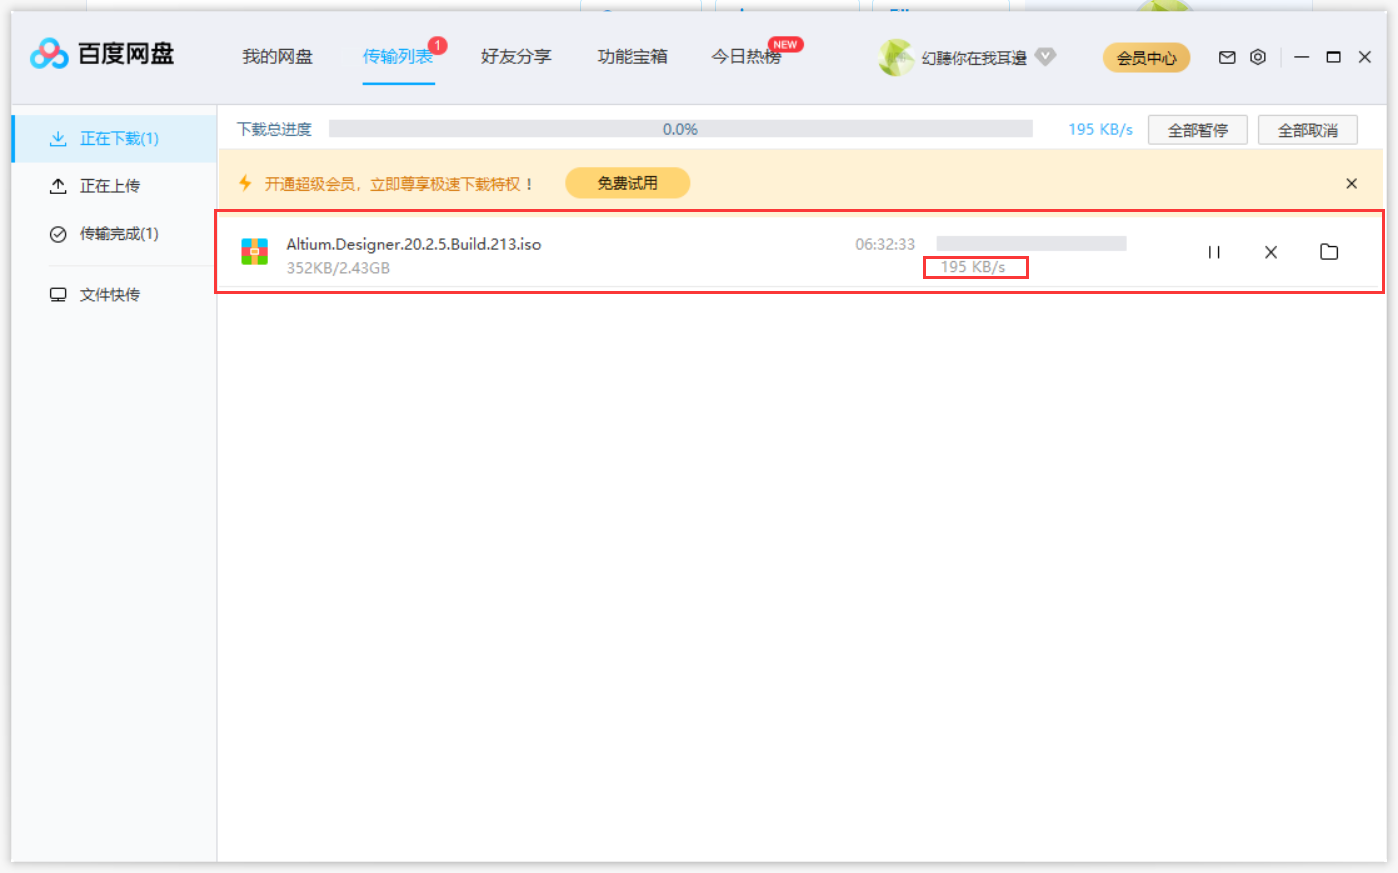 百度网盘
我的网盘
传输列表
1
好友分享
功能宝箱
今日热榜
NEW
幻聽你在我耳邉
会员中心
正在下载(1)
正在上传
传输完成(1)
文件快传
下载总进度
0.0%
195 KB/s
全部暂停
全部取消
开通超级会员，立即尊享极速下载特权！
免费试用
Altium.Designer.20.2.5.Build.213.iso
352KB/2.43GB
06:32:33
195 KB/s